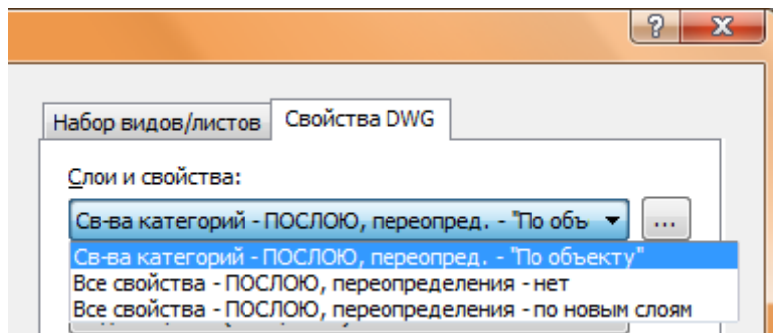 Набор видов/листов
Свойства DWG
Слои и свойства:
Св-ва категорий - ПОСЛОЮ, переопред. - "По объ
...
Св-ва категорий - ПОСЛОЮ, переопред. - "По объекту"
Все свойства - ПОСЛОЮ, переопределения - нет
Все свойства - ПОСЛОЮ, переопределения - по новым слоям